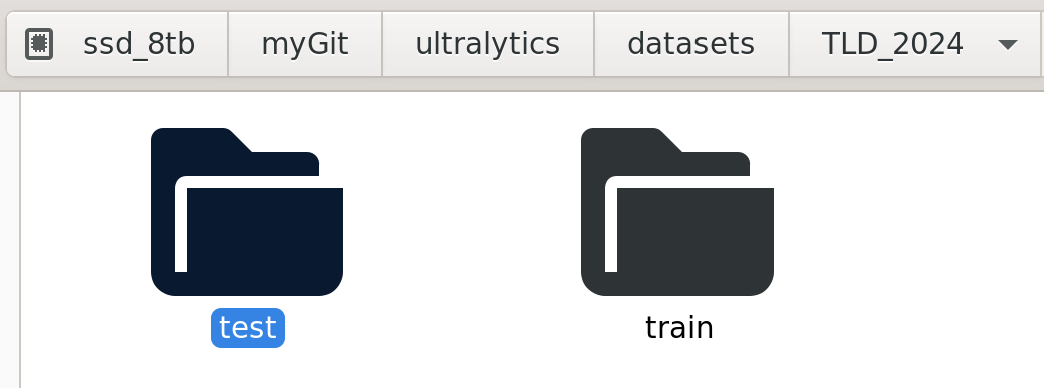 ssd_8tb myGit ultralytics datasets TLD_2024
test train